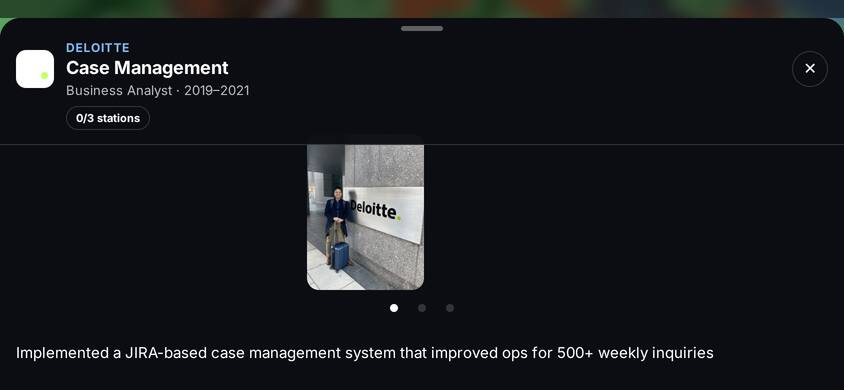 DELOITTE
Case Management
Business Analyst · 2019–2021
0/3 stations
Deloitte.
Implemented a JIRA-based case management system that improved ops for 500+ weekly inquiries